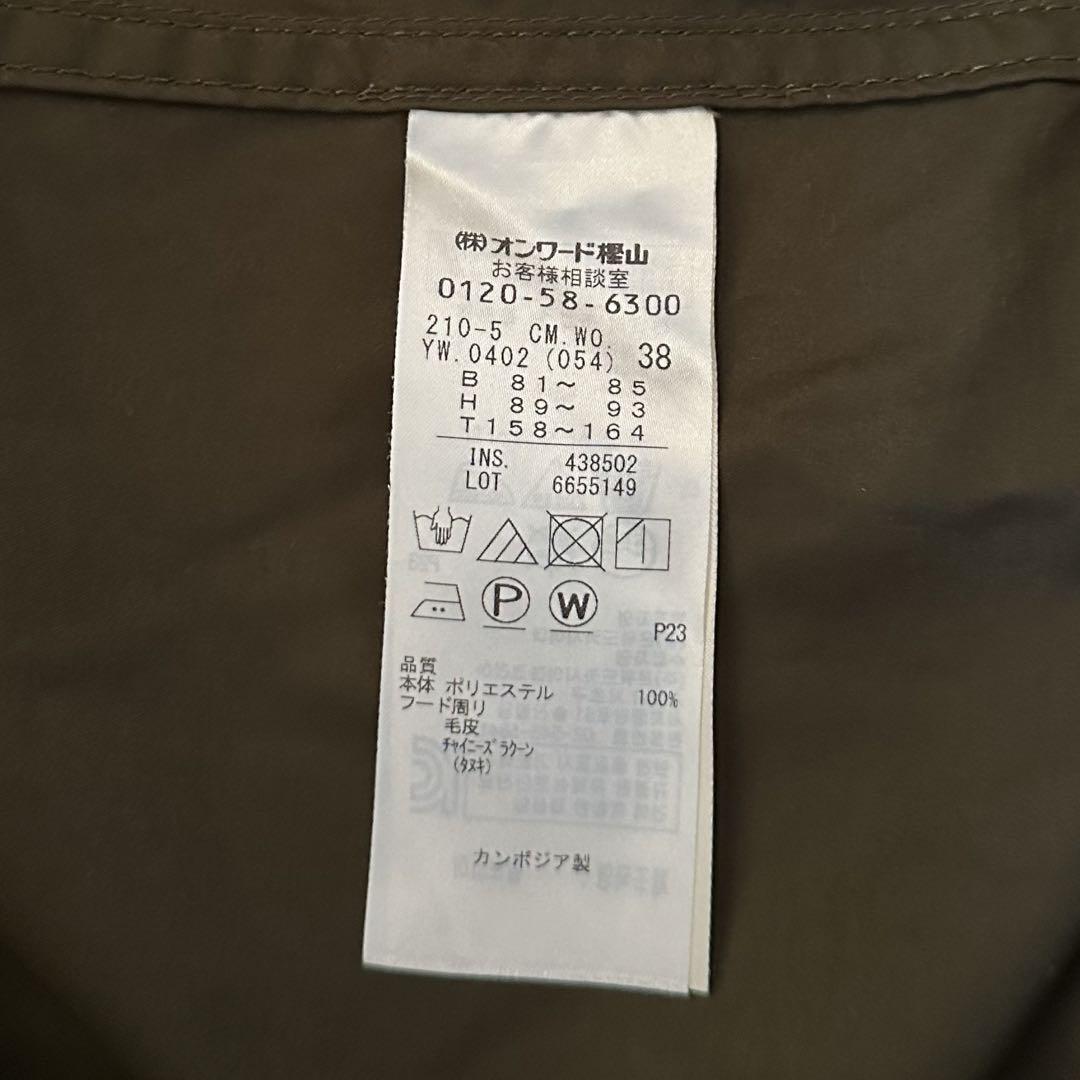 (株)オンワード樫山
お客様相談室
0120-58-6300
210-5 CM.WO.
YW.0402 (054) 38
B 81～ 85
H 89～ 93
T158～164
INS. 438502
LOT 6655149
P W
P23
品質
本体 ポリエステル 100%
フード周り
毛皮
チャイニーズラクーン
(タヌキ)
カンボジア製